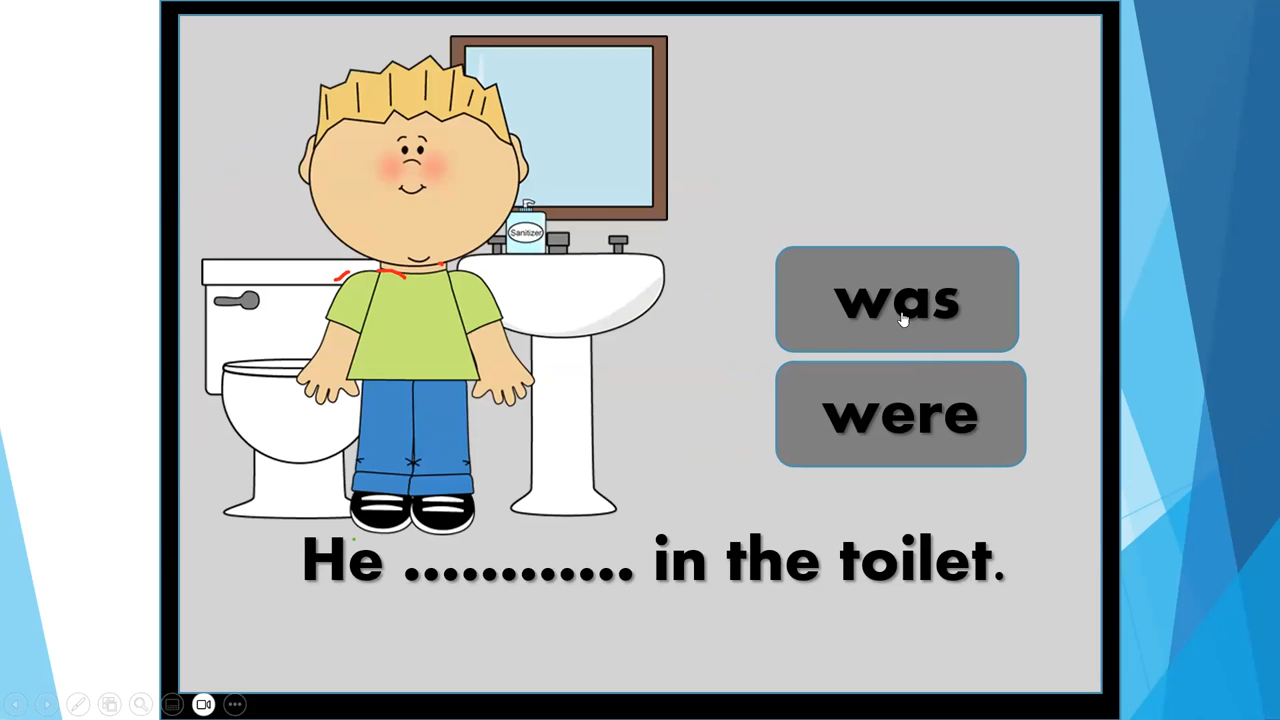 Sanitizer
was
were
He ............ in the toilet.